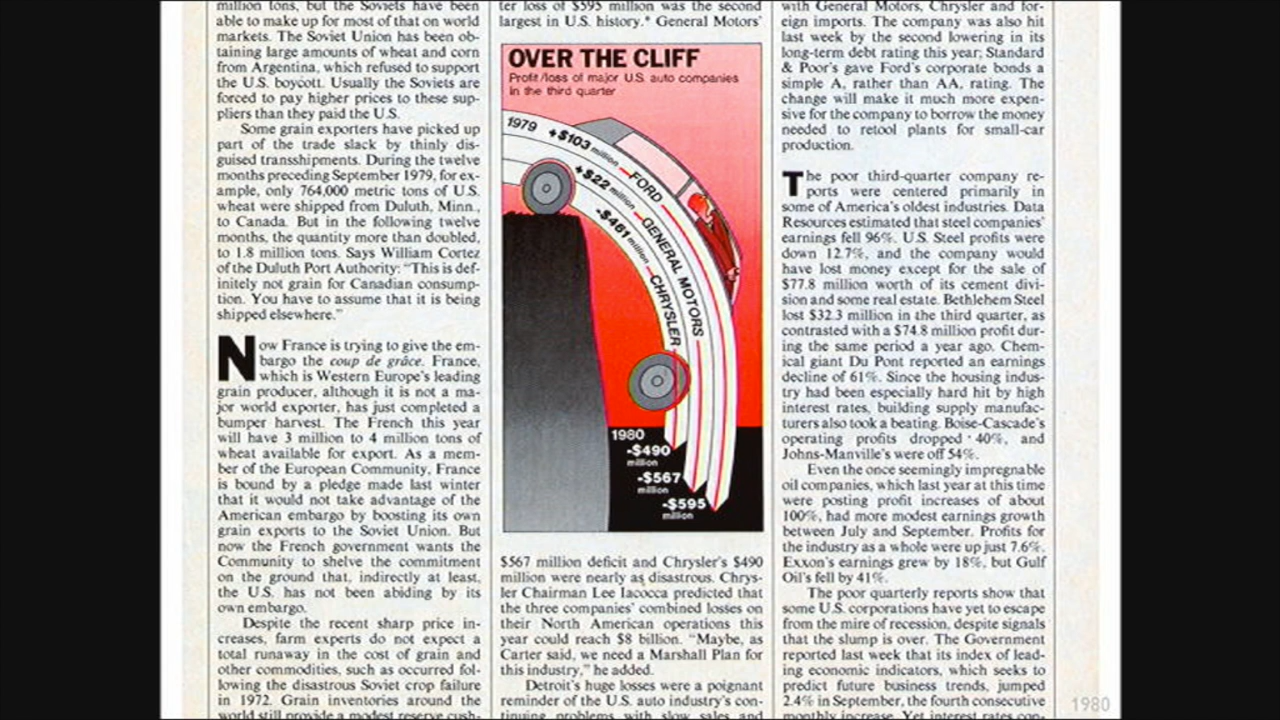 million tons, but the Soviets have been
able to make up for most of that on world
markets. The Soviet Union has been ob-
taining large amounts of wheat and corn
from Argentina, which refused to support
the U.S. boycott. Usually the Soviets are
forced to pay higher prices to these sup-
pliers than they paid the U.S.
Some grain exporters have picked up
part of the trade slack by thinly dis-
guised transshipments. During the twelve
months preceding September 1979, for ex-
ample, only 764,000 metric tons of U.S.
wheat were shipped from Duluth, Minn.,
to Canada. But in the following twelve
months, the quantity more than doubled,
to 1.8 million tons. Says William Cortez
of the Duluth Port Authority: "This is def-
initely not grain for Canadian consump-
tion. You have to assume that it is being
shipped elsewhere."
Now France is trying to give the em-
bargo the coup de grâce. France,
which is Western Europe's leading
grain producer, although it is not a ma-
jor world exporter, has just completed a
bumper harvest. The French this year
will have 3 million to 4 million tons of
wheat available for export. As a mem-
ber of the European Community, France
is bound by a pledge made last winter
that it would not take advantage of the
American embargo by boosting its own
grain exports to the Soviet Union. But
now the French government wants the
Community to shelve the commitment
on the ground that, indirectly at least,
the U.S. has not been abiding by its
own embargo.
Despite the recent sharp price in-
creases, farm experts do not expect a
total runaway in the cost of grain and
other commodities, such as occurred fol-
lowing the disastrous Soviet crop failure
in 1972. Grain inventories around the
world still provide a modest reserve cush-
ter loss of $595 million was the second
largest in U.S. history.* General Motors'
OVER THE CLIFF
Profit/loss of major U.S. auto companies
in the third quarter
1979 +$103 million—FORD
+$22 million—GENERAL MOTORS
-$461 million—CHRYSLER
1980
-$490
million
-$567
million
-$595
million
$567 million deficit and Chrysler's $490
million were nearly as disastrous. Chrys-
ler Chairman Lee Iacocca predicted that
the three companies' combined losses on
their North American operations this
year could reach $8 billion. "Maybe, as
Carter said, we need a Marshall Plan for
this industry," he added.
Detroit's huge losses were a poignant
reminder of the U.S. auto industry's con-
tinuing problems with slow sales and
with General Motors, Chrysler and for-
eign imports. The company was also hit
last week by the second lowering in its
long-term debt rating this year; Standard
& Poor's gave Ford's corporate bonds a
simple A, rather than AA, rating. The
change will make it much more expen-
sive for the company to borrow the money
needed to retool plants for small-car
production.
The poor third-quarter company re-
ports were centered primarily in
some of America's oldest industries. Data
Resources estimated that steel companies'
earnings fell 96%. U.S. Steel profits were
down 12.7%, and the company would
have lost money except for the sale of
$77.8 million worth of its cement divi-
sion and some real estate. Bethlehem Steel
lost $32.3 million in the third quarter, as
contrasted with a $74.8 million profit dur-
ing the same period a year ago. Chem-
ical giant Du Pont reported an earnings
decline of 61%. Since the housing indus-
try had been especially hard hit by high
interest rates, building supply manufac-
turers also took a beating. Boise-Cascade's
operating profits dropped 40%, and
Johns-Manville's were off 54%.
Even the once seemingly impregnable
oil companies, which last year at this time
were posting profit increases of about
100%, had more modest earnings growth
between July and September. Profits for
the industry as a whole were up just 7.6%.
Exxon's earnings grew by 18%, but Gulf
Oil's fell by 41%.
The poor quarterly reports show that
some U.S. corporations have yet to escape
from the mire of recession, despite signals
that the slump is over. The Government
reported last week that its index of lead-
ing economic indicators, which seeks to
predict future business trends, jumped
2.4% in September, the fourth consecutive
monthly increase. Yet interest rates con-
1980